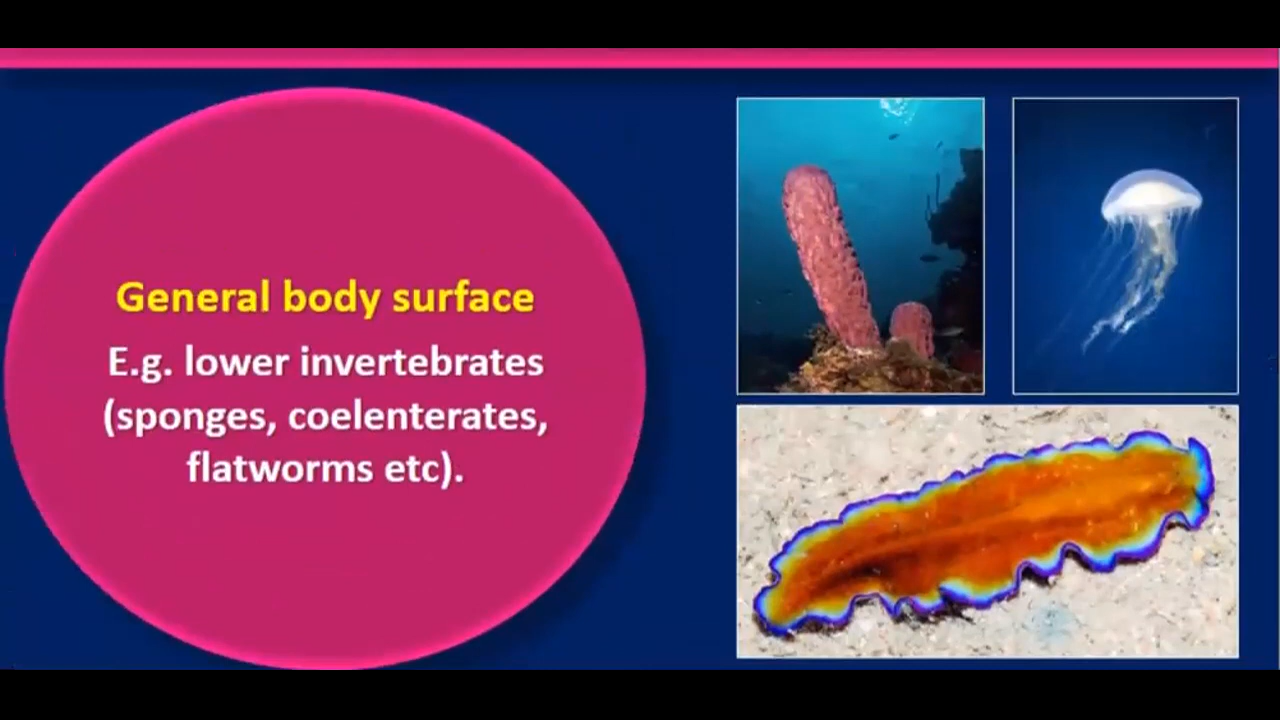 General body surface
E.g. lower invertebrates
(sponges, coelenterates,
flatworms etc).